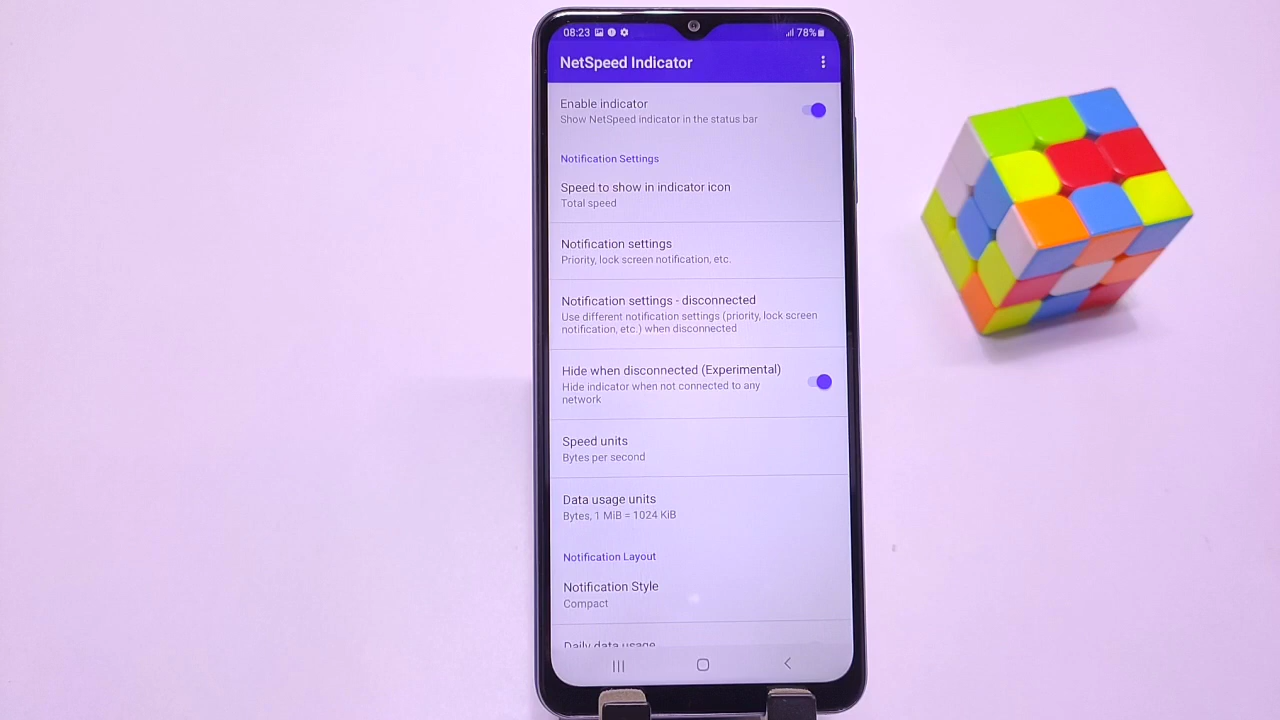 08:23 78%
NetSpeed Indicator
Enable indicator
Show NetSpeed indicator in the status bar
Notification Settings
Speed to show in indicator icon
Total speed
Notification settings
Priority, lock screen notification, etc.
Notification settings - disconnected
Use different notification settings (priority, lock screen
notification, etc.) when disconnected
Hide when disconnected (Experimental)
Hide indicator when not connected to any
network
Speed units
Bytes per second
Data usage units
Bytes, 1 MiB = 1024 KiB
Notification Layout
Notification Style
Compact
Daily data usage